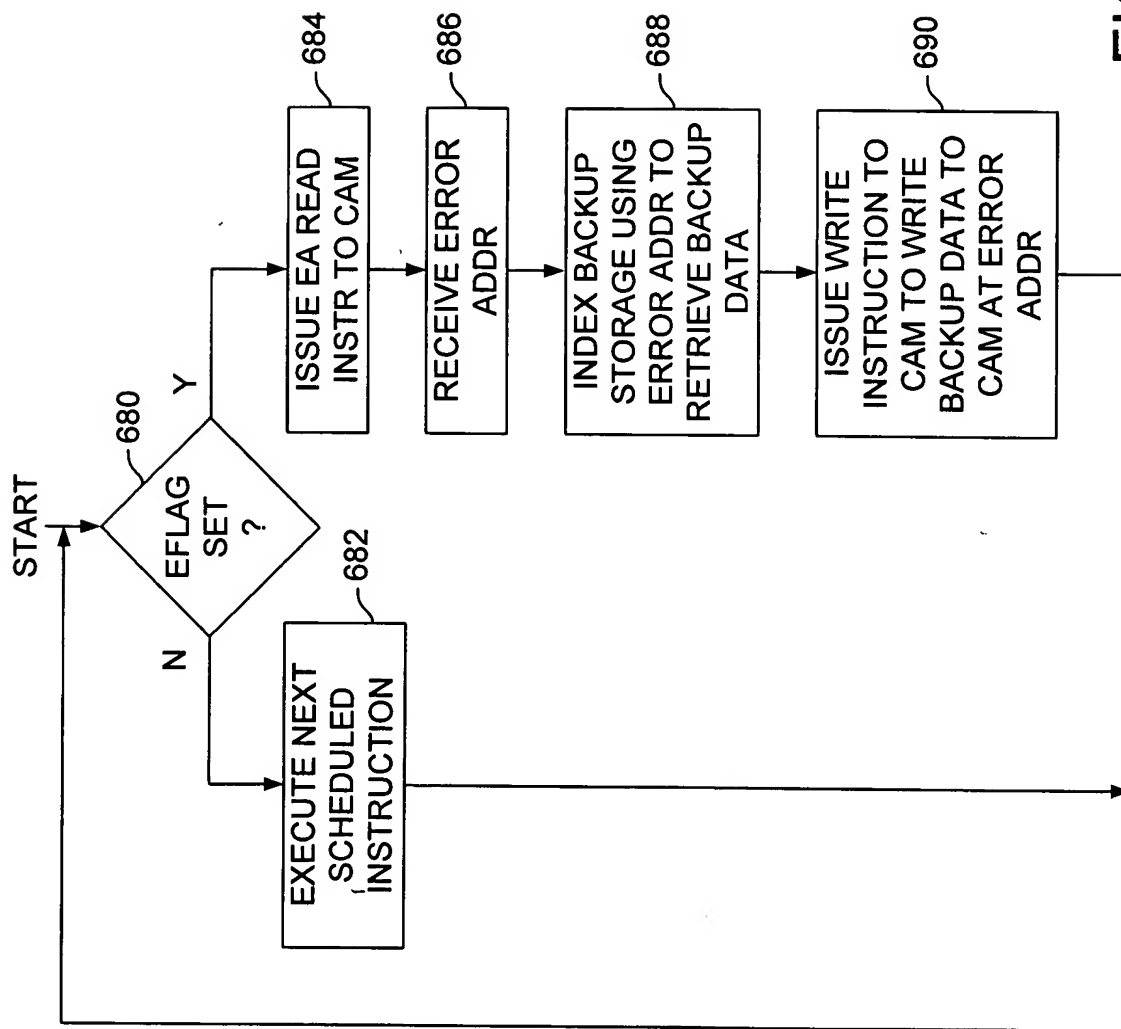 START
EFLAG
SET
?
680
Y
N
682
EXECUTE NEXT
SCHEDULED
INSTRUCTION
684
ISSUE EA READ
INSTR TO CAM
686
RECEIVE ERROR
ADDR
688
INDEX BACKUP
STORAGE USING
ERROR ADDR TO
RETRIEVE BACKUP
DATA
690
ISSUE WRITE
INSTRUCTION TO
CAM TO WRITE
BACKUP DATA TO
CAM AT ERROR
ADDR